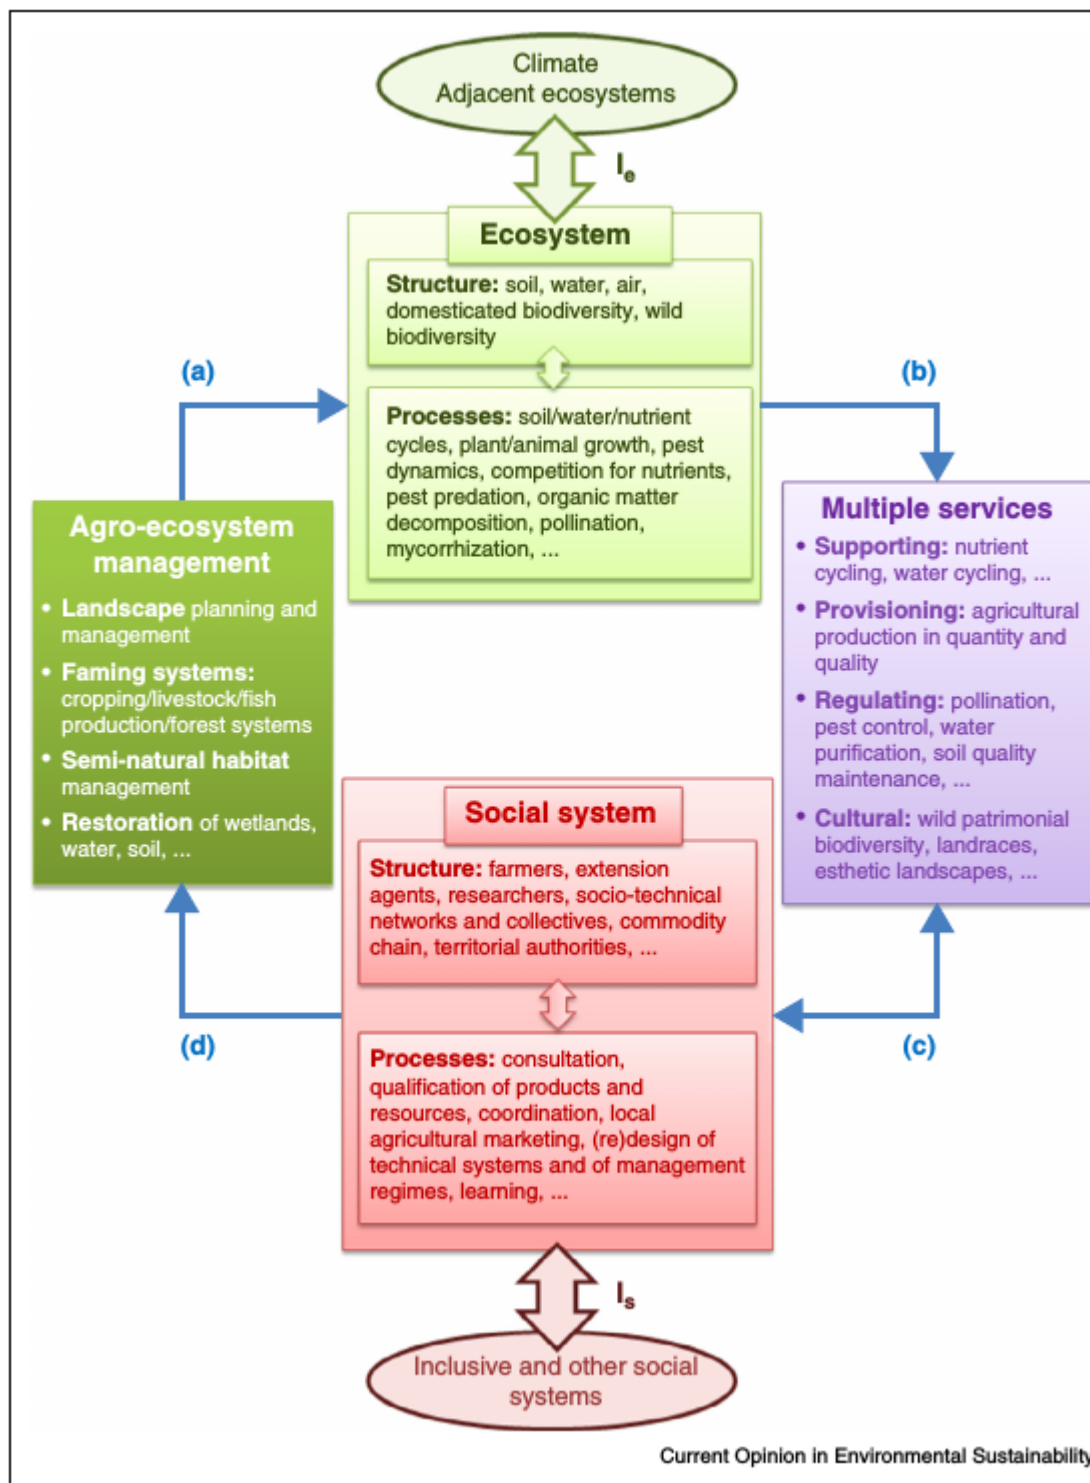 Climate
Adjacent ecosystems
Ie
Ecosystem
Structure: soil, water, air,
domesticated biodiversity, wild
biodiversity
(a)
(b)
Processes: soil/water/nutrient
cycles, plant/animal growth, pest
dynamics, competition for nutrients,
pest predation, organic matter
decomposition, pollination,
mycorrhization, ...
Agro-ecosystem
management
• Landscape planning and
management
• Faming systems:
cropping/livestock/fish
production/forest systems
• Semi-natural habitat
management
• Restoration of wetlands,
water, soil, ...
Multiple services
• Supporting: nutrient
cycling, water cycling, ...
• Provisioning: agricultural
production in quantity and
quality
• Regulating: pollination,
pest control, water
purification, soil quality
maintenance, ...
• Cultural: wild patrimonial
biodiversity, landraces,
esthetic landscapes, ...
Social system
Structure: farmers, extension
agents, researchers, socio-technical
networks and collectives, commodity
chain, territorial authorities, ...
(d)
(c)
Processes: consultation,
qualification of products and
resources, coordination, local
agricultural marketing, (re)design of
technical systems and of management
regimes, learning, ...
Is
Inclusive and other social
systems
Current Opinion in Environmental Sustainability